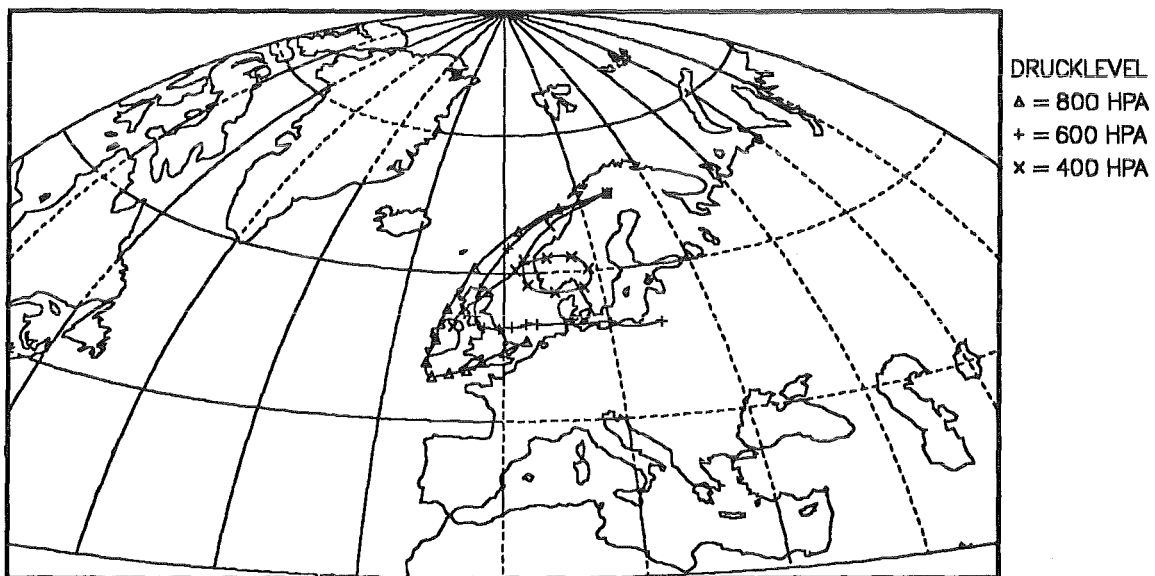 DRUCKLEVEL
▵ = 800 HPA
+ = 600 HPA
× = 400 HPA